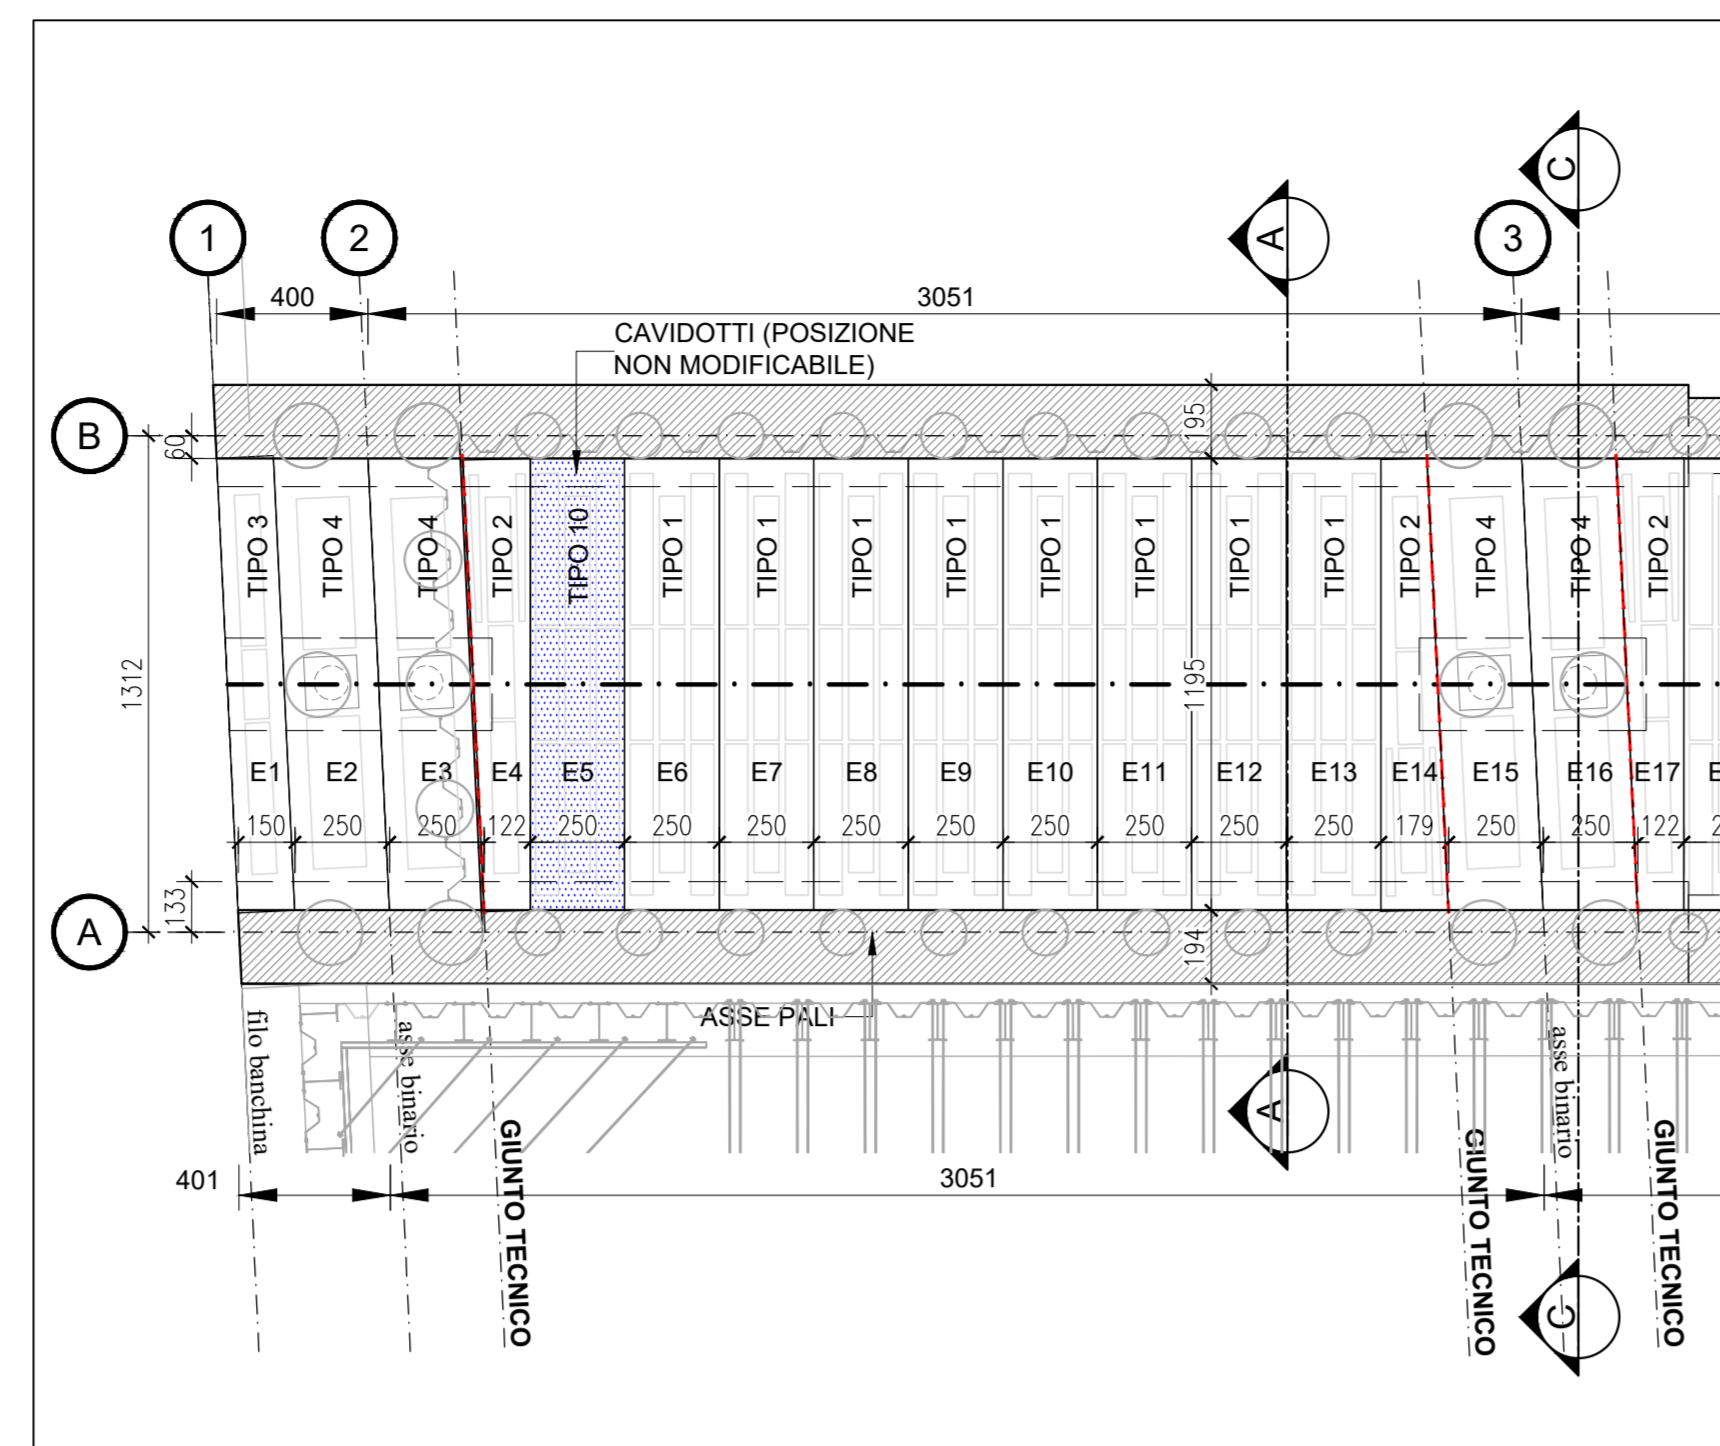 C
1
2
A
3
400
3051
CAVIDOTTI (POSIZIONE
NON MODIFICABILE)
B
60
195
TIPO 3
TIPO 4
TIPO 4
TIPO 2
TIPO 10
TIPO 1
TIPO 1
TIPO 1
TIPO 1
TIPO 1
TIPO 1
TIPO 1
TIPO 1
TIPO 2
TIPO 4
TIPO 4
TIPO 2
1312
1195
E1
E2
E3
E4
E5
E6
E7
E8
E9
E10
E11
E12
E13
E14
E15
E16
E17
150
250
250
122
250
250
250
250
250
250
250
250
250
179
250
250
122
133
A
194
ASSE PALI
filo banchina
asse binario
asse binario
A
GIUNTO TECNICO
GIUNTO TECNICO
GIUNTO TECNICO
401
3051
C